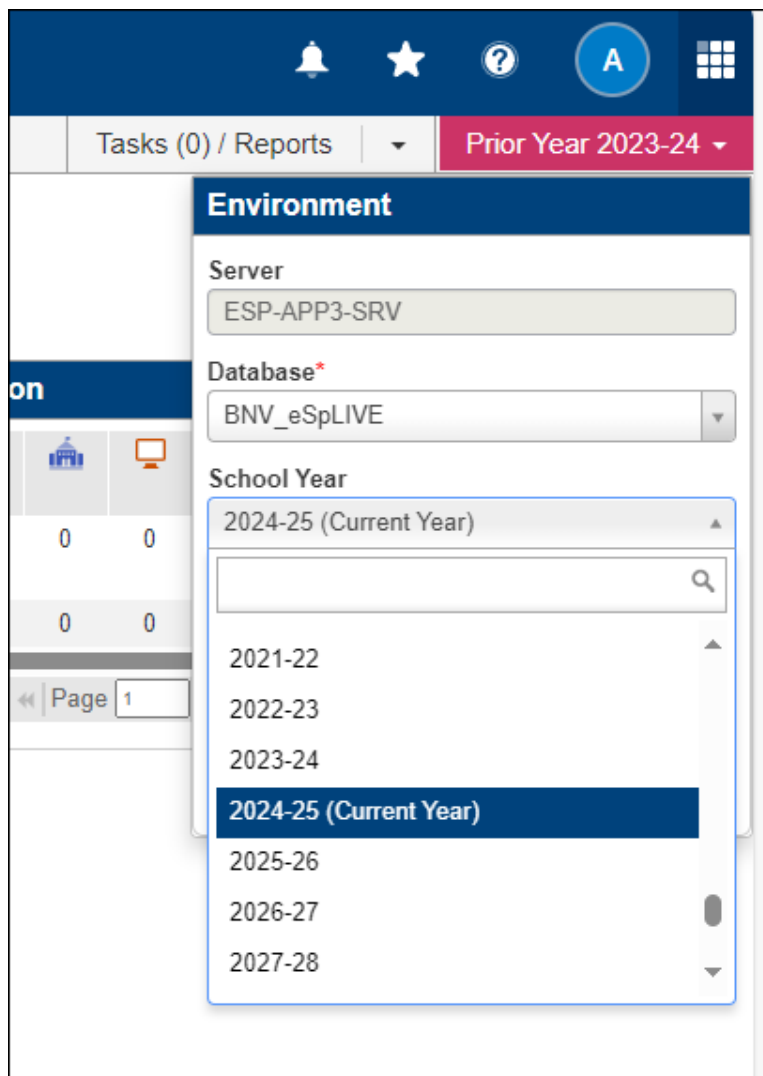 A
Tasks (0) / Reports
Prior Year 2023-24
Environment
Server
ESP-APP3-SRV
Database*
BNV_eSpLIVE
School Year
2024-25 (Current Year)
2021-22
2022-23
2023-24
2024-25 (Current Year)
2025-26
2026-27
2027-28
on
0 0
0 0
Page 1